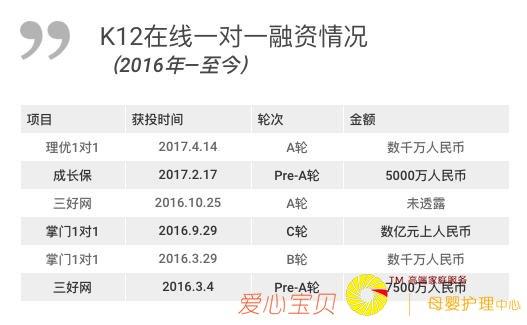 K12在线一对一融资情况
（2016年—至今）
项目 获投时间 轮次 金额
理优1对1 2017.4.14 A轮 数千万人民币
成长保 2017.2.17 Pre-A轮 5000万人民币
三好网 2016.10.25 A轮 未透露
掌门1对1 2016.9.29 C轮 数亿元上人民币
掌门1对1 2016.3.29 B轮 数千万人民币
三好网 2016.3.4 Pre-A轮 7500万人民币
TM 高端家庭服务
爱心宝贝 母婴护理中心